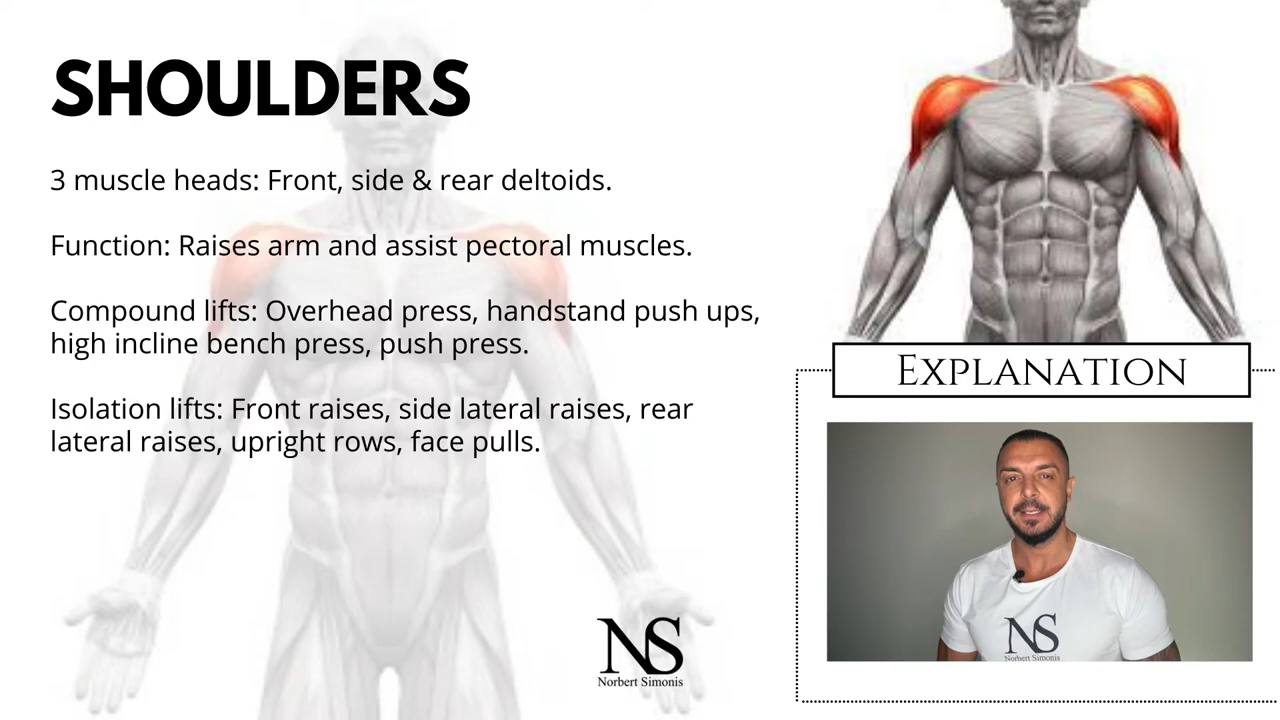 SHOULDERS
3 muscle heads: Front, side & rear deltoids.
Function: Raises arm and assist pectoral muscles.
Compound lifts: Overhead press, handstand push ups,
high incline bench press, push press.
Isolation lifts: Front raises, side lateral raises, rear
lateral raises, upright rows, face pulls.
NS
Norbert Simonis
EXPLANATION
NS
Norbert Simonis